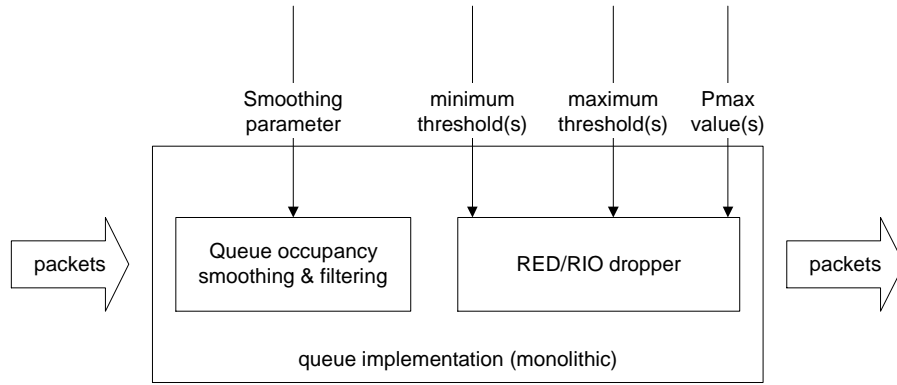 Smoothing
parameter
minimum
threshold(s)
maximum
threshold(s)
Pmax
value(s)
packets
Queue occupancy
smoothing & filtering
RED/RIO dropper
packets
queue implementation (monolithic)